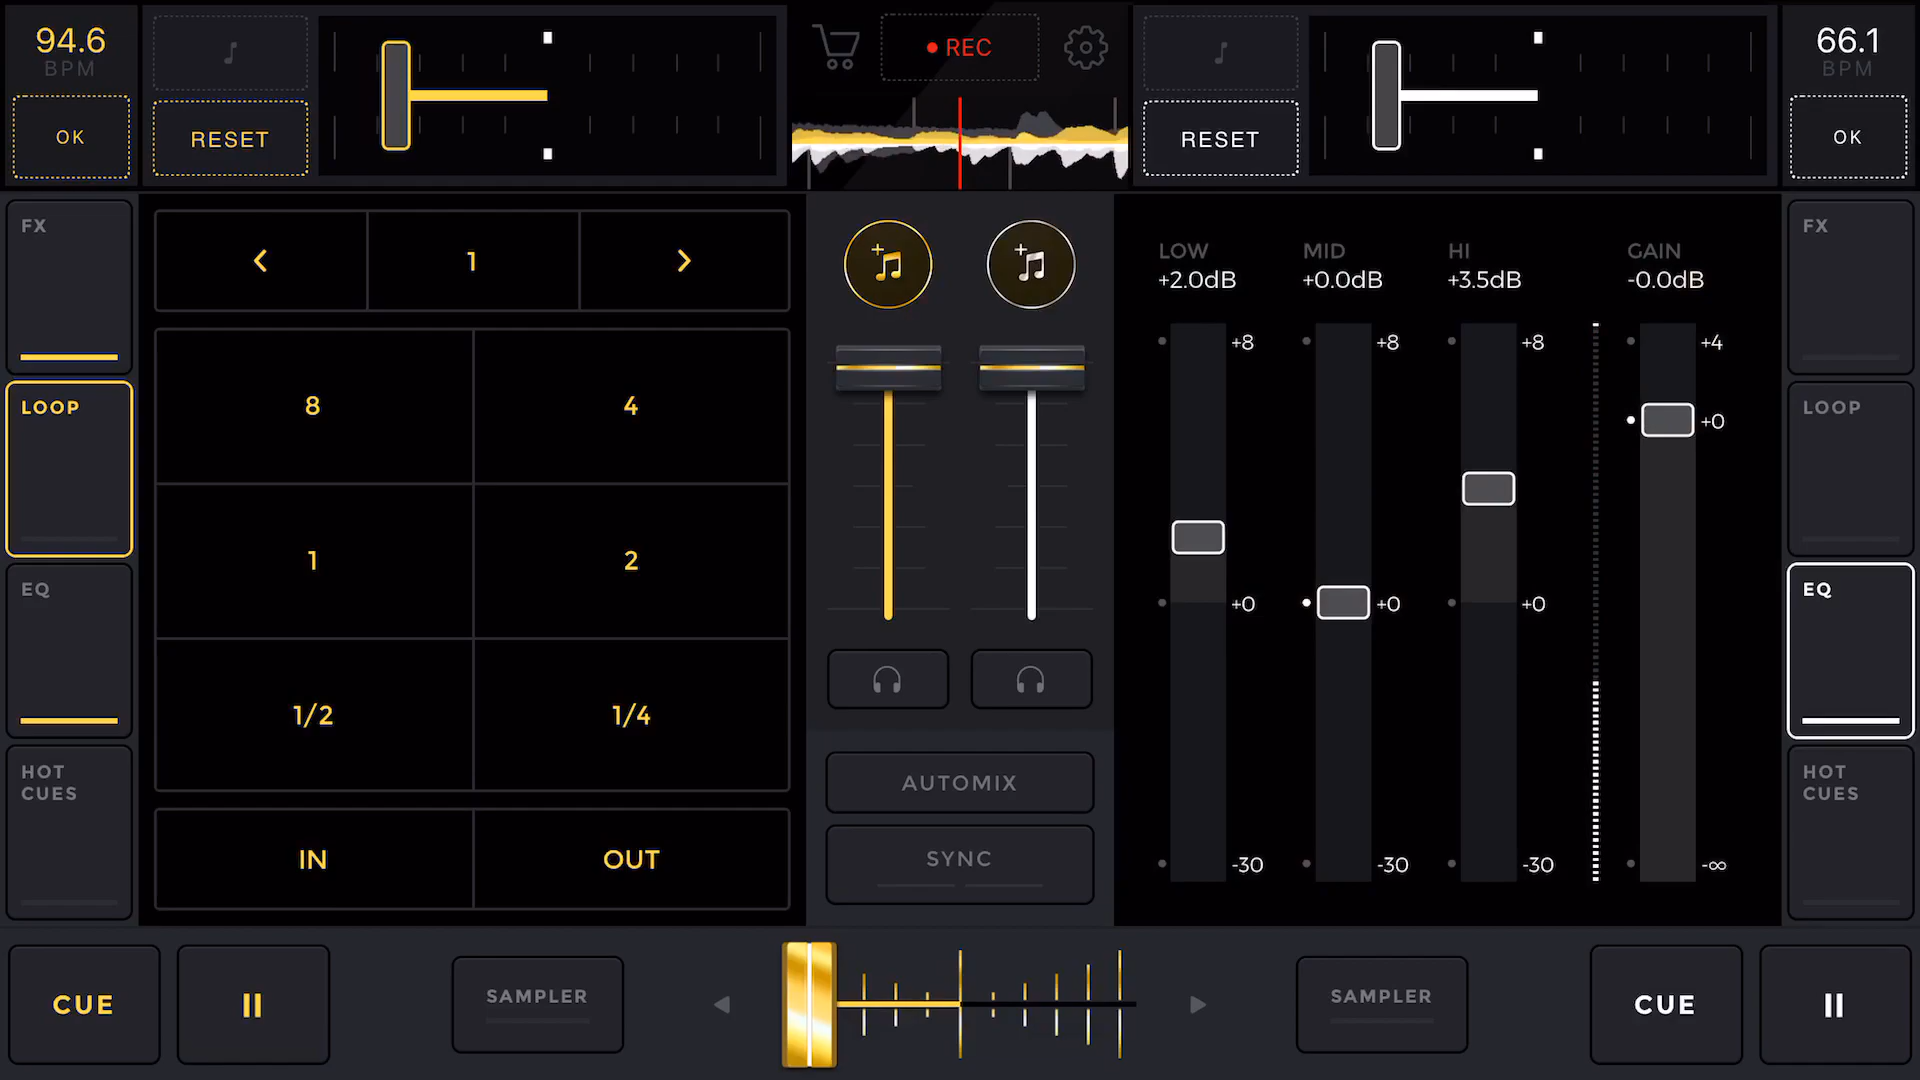 94.6
BPM
OK
RESET
REC
RESET
66.1
BPM
OK
FX
LOOP
EQ
HOT
CUES
1
8
4
1
2
1/2
1/4
IN
OUT
AUTOMIX
SYNC
LOW
+2.0dB
MID
+0.0dB
HI
+3.5dB
GAIN
-0.0dB
+8
+8
+8
+4
+0
+0
+0
+0
-30
-30
-30
-∞
FX
LOOP
EQ
HOT
CUES
CUE
SAMPLER
SAMPLER
CUE